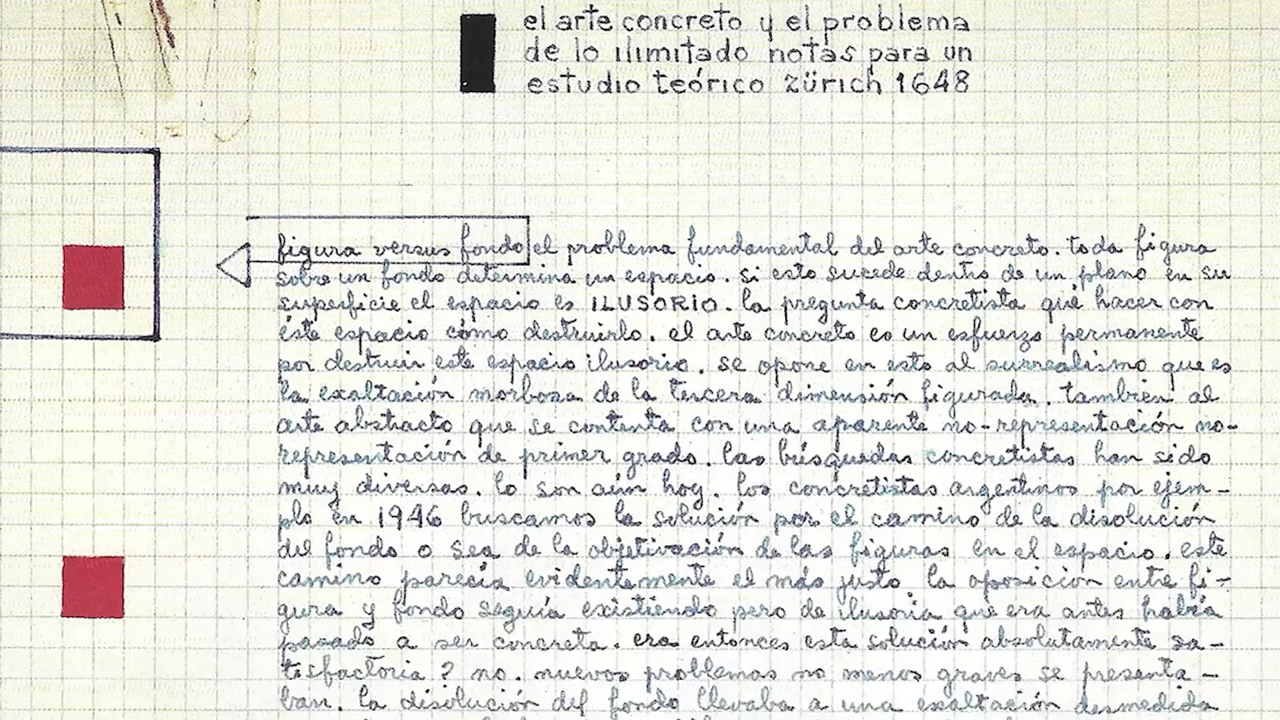 el arte concreto y el problema
de lo ilimitado notas para un
estudio teórico zürich 1648
figura versus fondo el problema fundamental del arte concreto. toda figura
sobre un fondo determina un espacio. si esto sucede dentro de un plano en su
superficie el espacio es ILUSORIO. la pregunta concretista qué hacer con
éste espacio cómo destruirlo. el arte concreto es un esfuerzo permanente
por destruir este espacio ilusorio. se opone en esto al surrealismo que es
la exaltación morbosa de la tercera dimensión figurada. también al
arte abstracto que se contenta con una aparente no-representación no-
representación de primer grado. las búsquedas concretistas han sido
muy diversas. lo son aún hoy. los concretistas argentinos por ejem-
plo en 1946 buscamos la solución por el camino de la disolución
del fondo o sea de la objetivación de las figuras en el espacio. este
camino parecía evidentemente el más justo la oposición entre fi-
gura y fondo seguía existiendo pero de ilusoria que era antes había
pasado a ser concreta. era entonces esta solución absolutamente sa-
tisfactoria? no. nuevos problemas no menos graves se presenta-
ban. la disolución del fondo llevaba a una exaltación desmedida